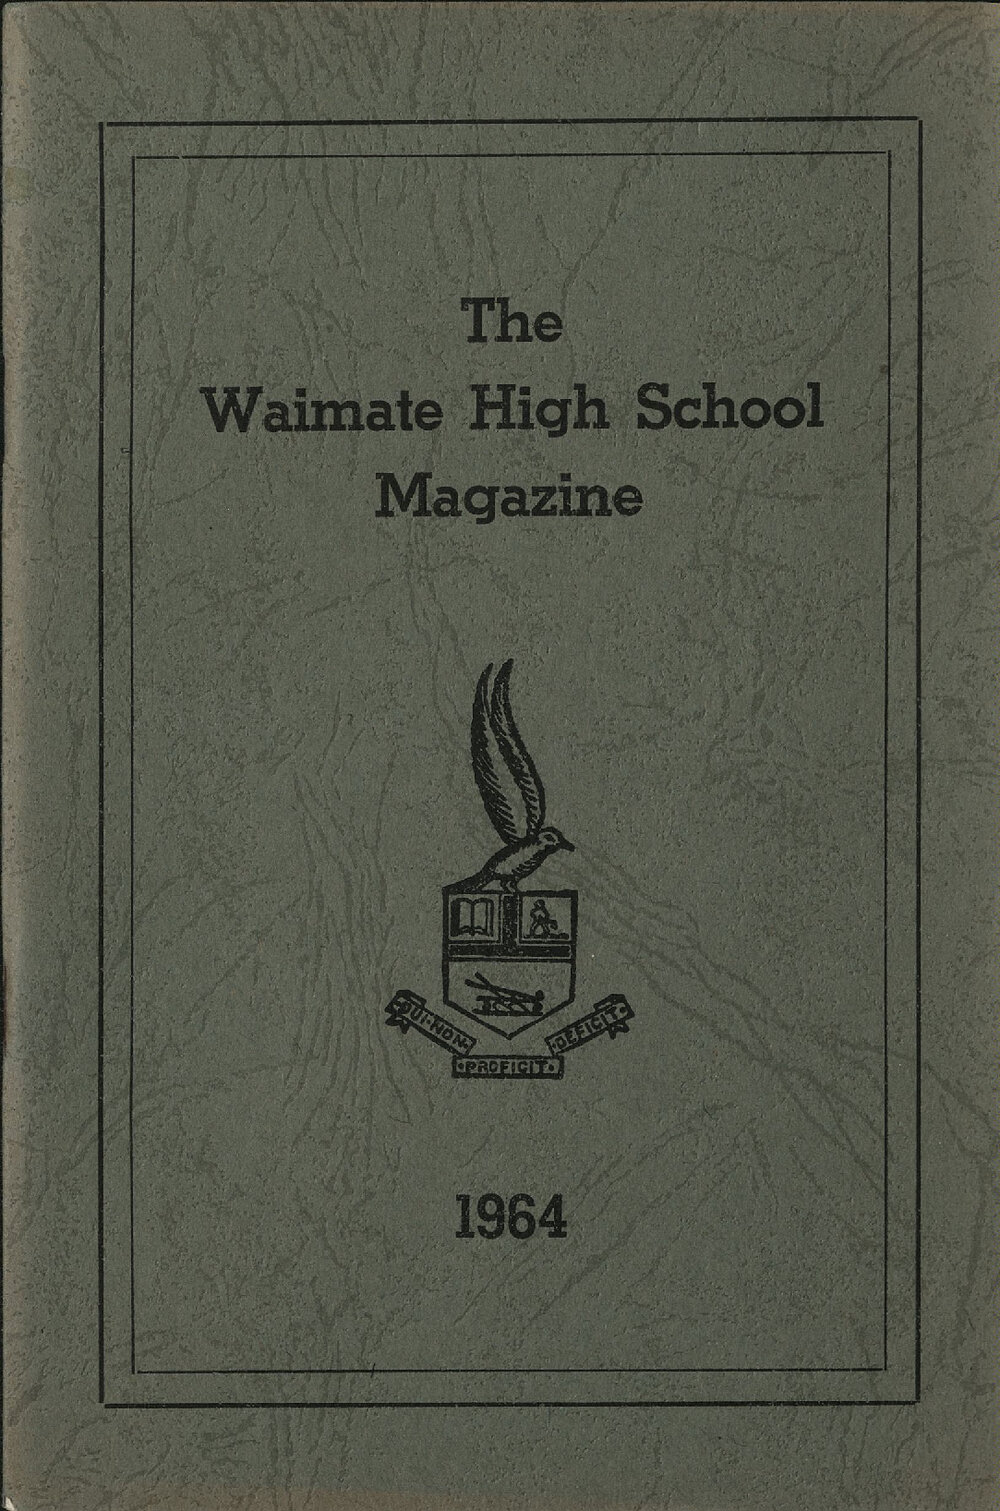 The
Waimate High School
Magazine
QUI·NON·
·PROFICIT·
·DEFICIT·
1964